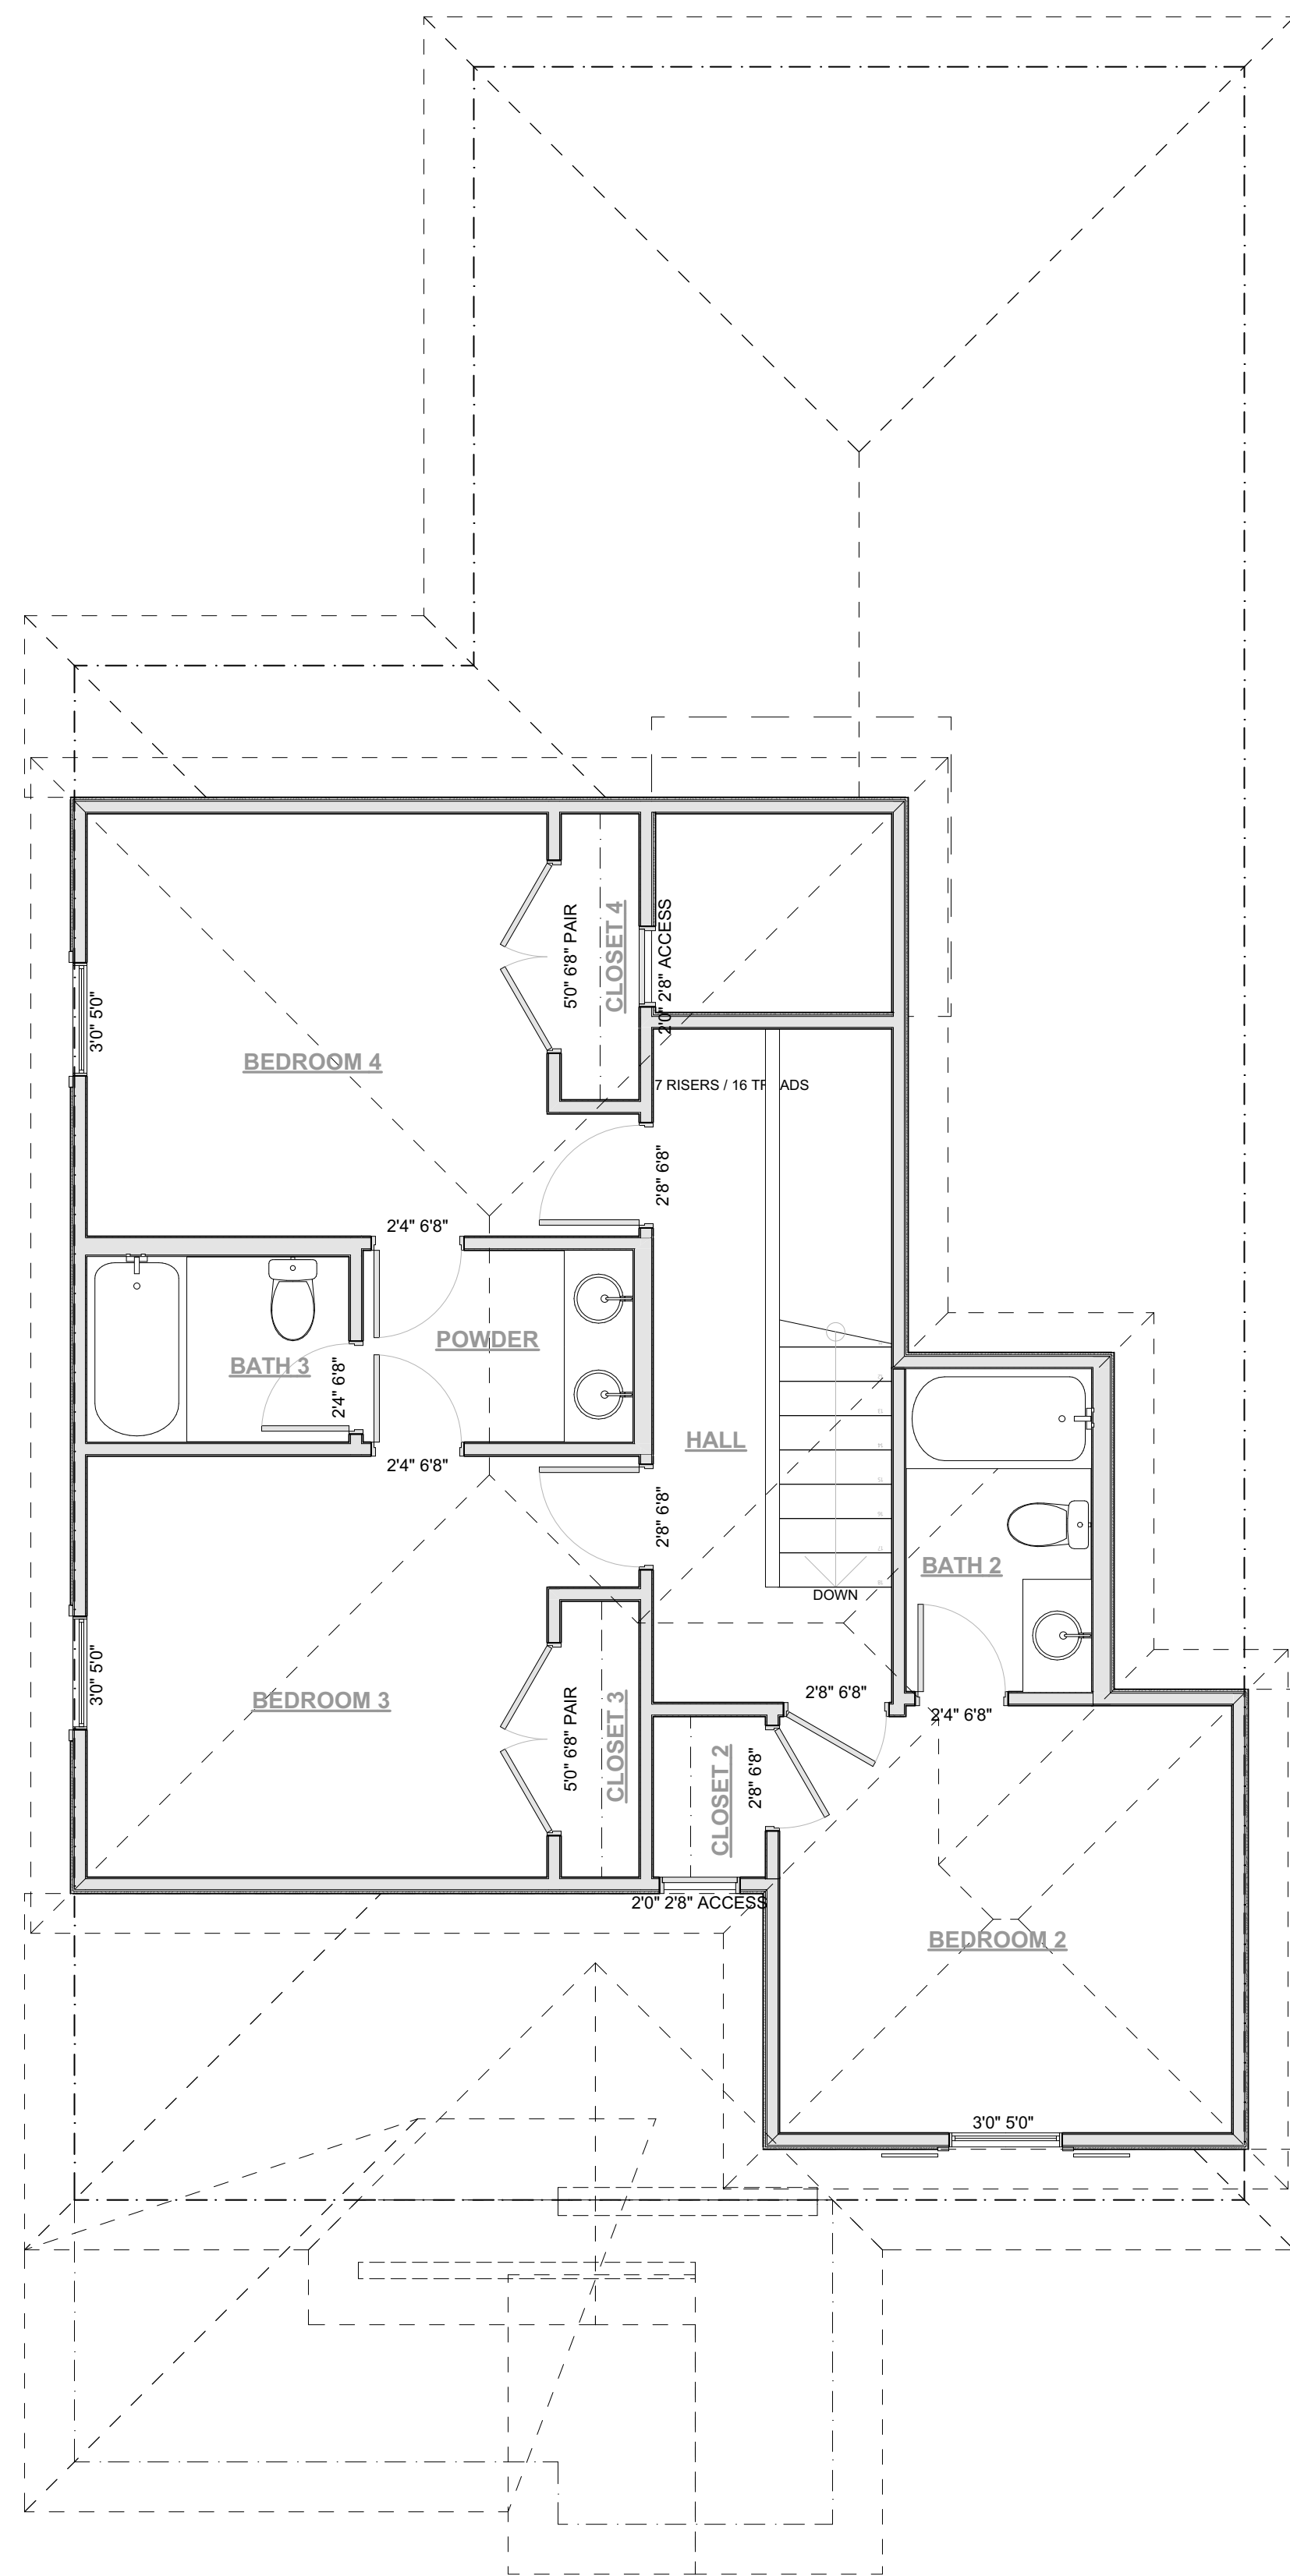 CLOSET 4
5'0" 6'8" PAIR
2'0" 2'8" ACCESS
3'0" 5'0"
BEDROOM 4
7 RISERS / 16 TR ADS
2'8" 6'8"
2'4" 6'8"
POWDER
BATH 3
2'4" 6'8"
HALL
2'4" 6'8"
2'8" 6'8"
BATH 2
DOWN
3'0" 5'0"
BEDROOM 3
5'0" 6'8" PAIR
CLOSET 3
2'8" 6'8"
2'4" 6'8"
CLOSET 2
2'8" 6'8"
2'0" 2'8" ACCESS
BEDROOM 2
3'0" 5'0"